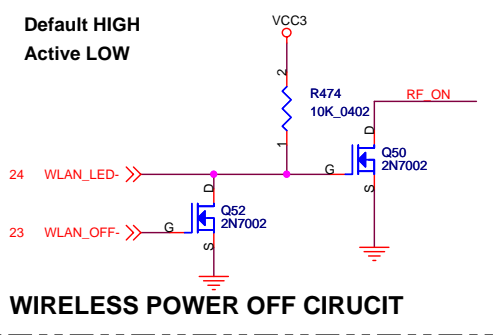 Default HIGH
Active LOW
VCC3
2
R474
10K_0402
1
RF_ON
D
Q50
2N7002
G
S
24 WLAN_LED-
D
Q52
2N7002
23 WLAN_OFF-
G
S
WIRELESS POWER OFF CIRUCIT